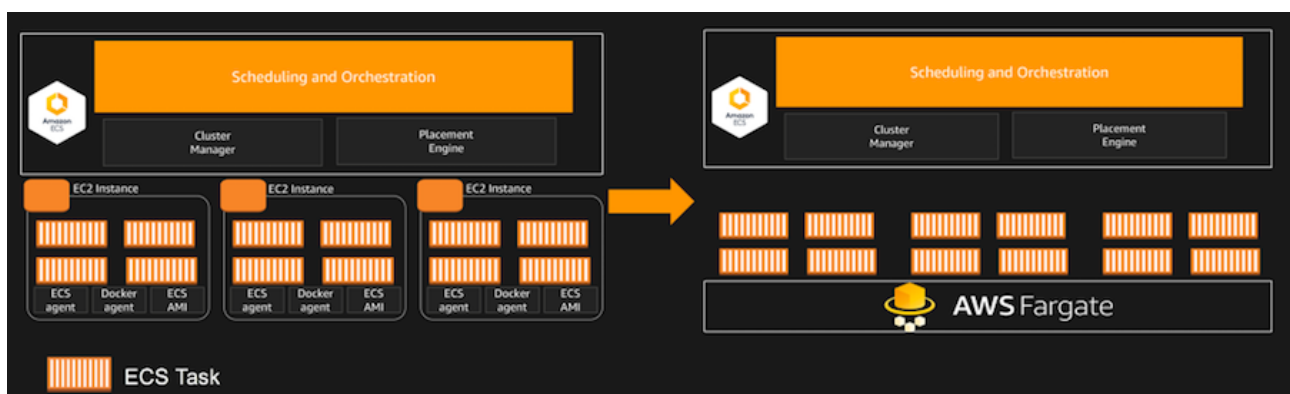 Scheduling and Orchestration
Amazon
ECS
Cluster
Manager
Placement
Engine
EC2 Instance
EC2 Instance
EC2 Instance
ECS
agent
Docker
agent
ECS
AMI
ECS
agent
Docker
agent
ECS
AMI
ECS
agent
Docker
agent
ECS
AMI
ECS Task
Scheduling and Orchestration
Amazon
ECS
Cluster
Manager
Placement
Engine
AWS Fargate